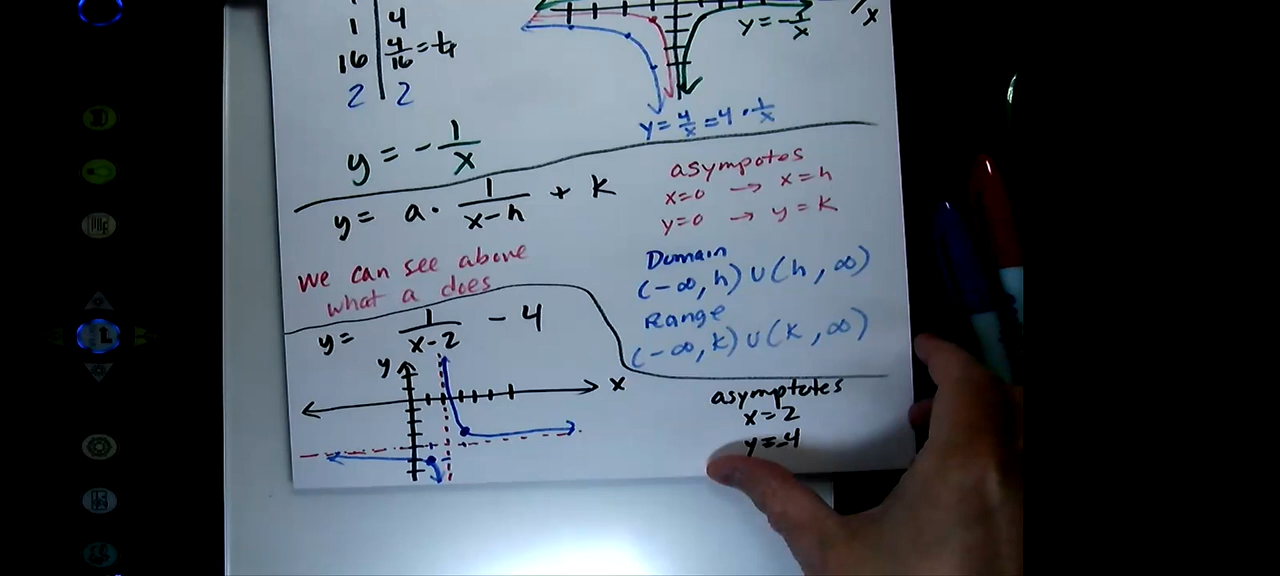 1 4
16 4/16 = 1/4
2 2
y = -1/x
x
y = 4/x = 4 · 1/x
y = -1/x
y = a · 1/(x-h) + k
we can see above
what a does
asympotes
x=0 → x=h
y=0 → y=k
Domain
(-∞, h) ∪ (h, ∞)
Range
(-∞, k) ∪ (k, ∞)
y = 1/(x-2) - 4
y
x
asymptotes
x=2
y=-4